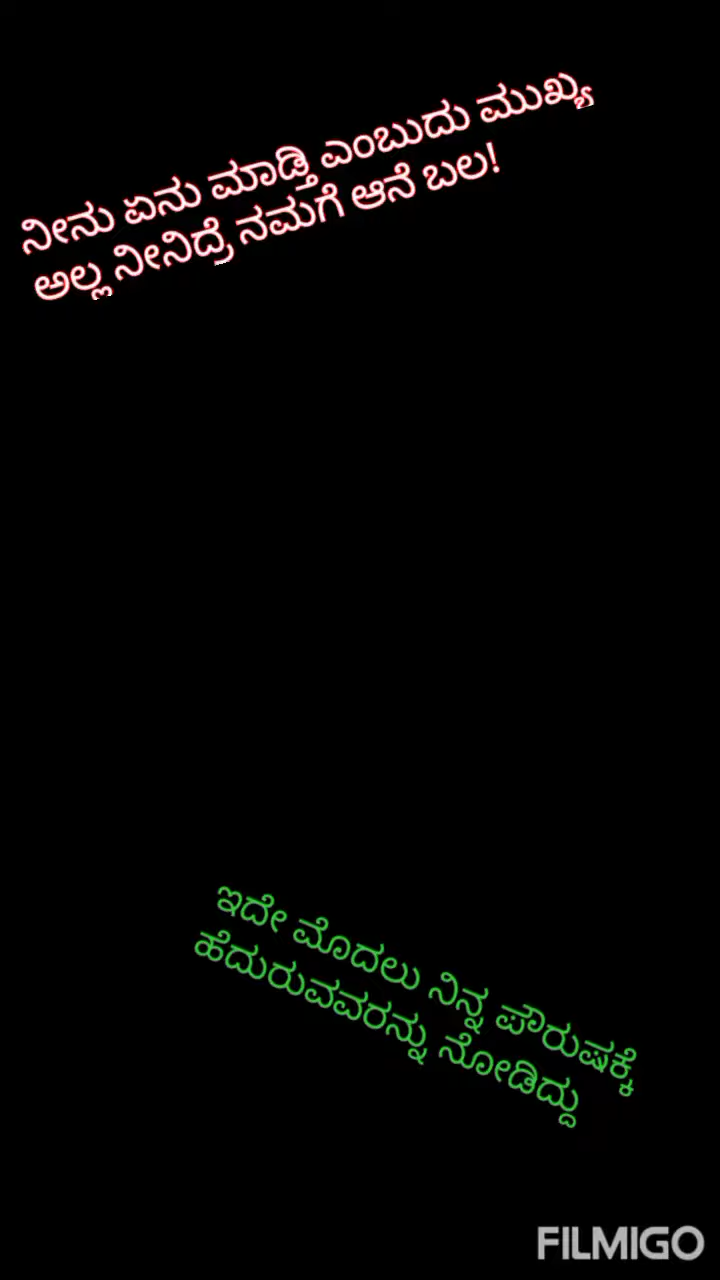 ನೀನು ಏನು ಮಾಡ್ತಿ ಎಂಬುದು ಮುಖ್ಯ
ಅಲ್ಲ ನೀನಿದ್ರೆ ನಮಗೆ ಆನೆ ಬಲ!
ಇದೇ ಮೊದಲು ನಿನ್ನ ಪೌರುಷಕ್ಕೆ
ಹೆದುರುವವರನ್ನು ನೋಡಿದ್ದು
FILMIGO